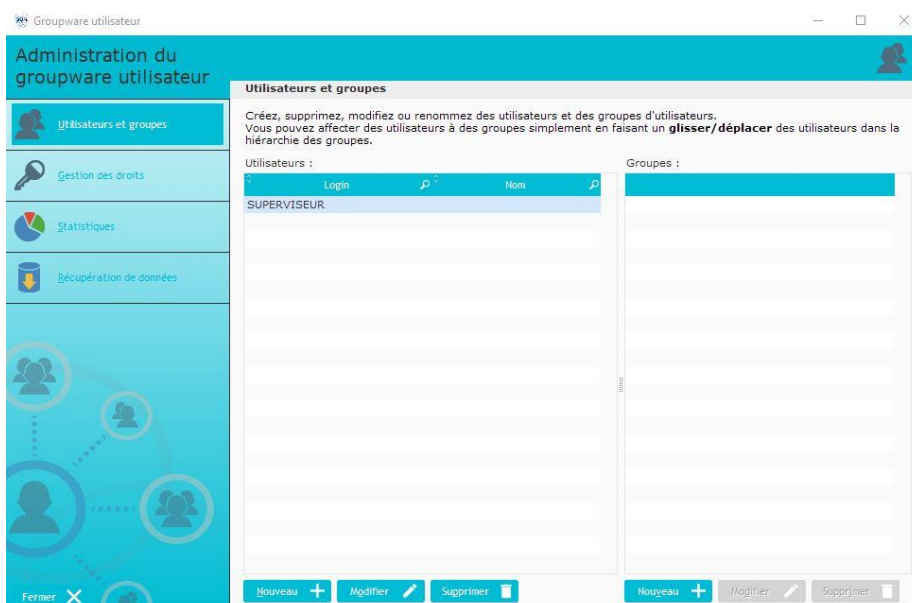 Groupware utilisateur
Administration du
groupware utilisateur
Utilisateurs et groupes
Gestion des droits
Statistiques
Récupération de données
Fermer
Utilisateurs et groupes
Créez, supprimez, modifiez ou renommez des utilisateurs et des groupes d'utilisateurs.
Vous pouvez affecter des utilisateurs à des groupes simplement en faisant un glisser/déplacer des utilisateurs dans la
hiérarchie des groupes.
Utilisateurs :
Login Nom
SUPERVISEUR
Nouveau Modifier Supprimer
Groupes :
Nouveau Modifier Supprimer